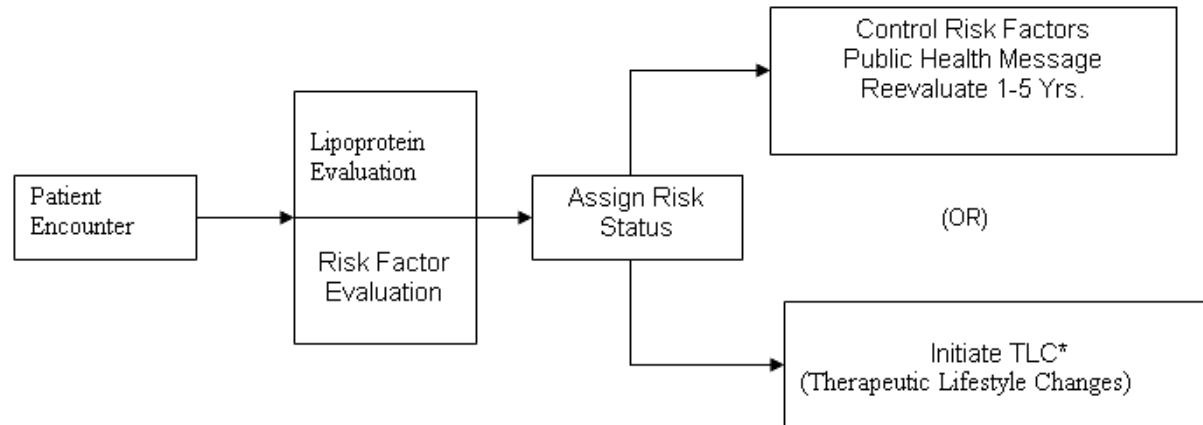 Patient
Encounter
Lipoprotein
Evaluation
Risk Factor
Evaluation
Assign Risk
Status
Control Risk Factors
Public Health Message
Reevaluate 1-5 Yrs.
(OR)
Initiate TLC*
(Therapeutic Lifestyle Changes)